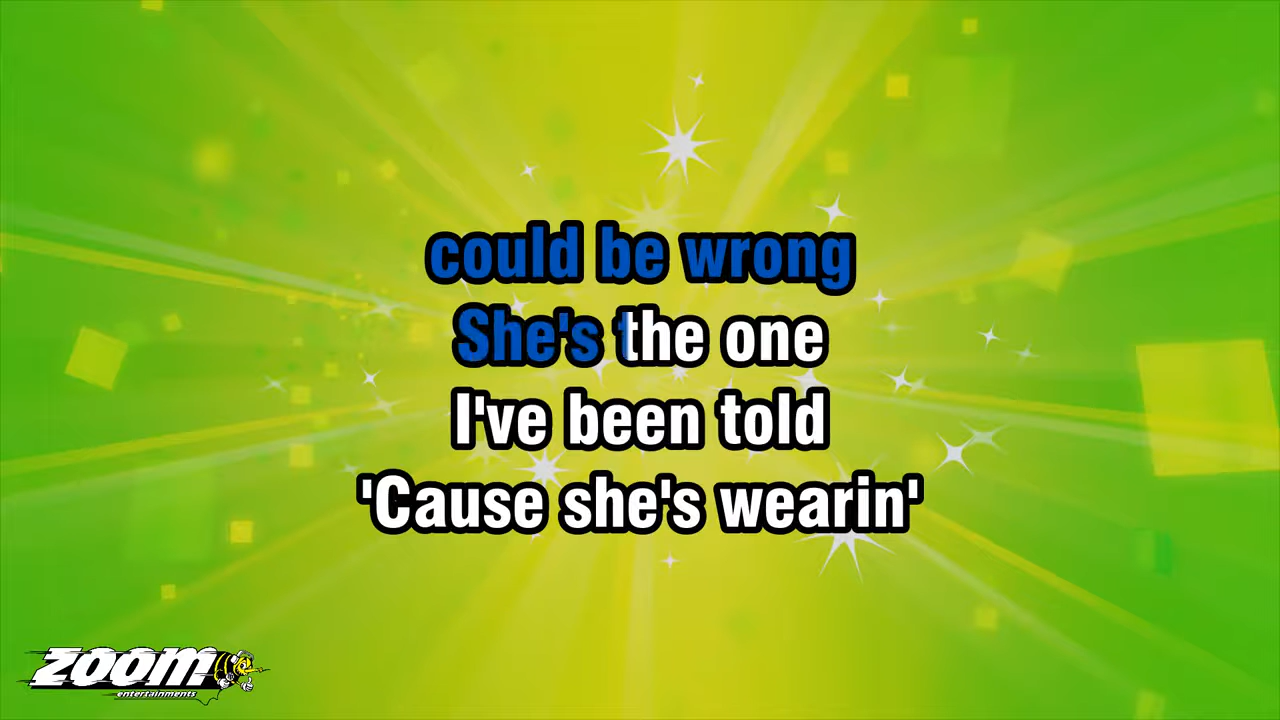 could be wrong
She's the one
I've been told
'Cause she's wearin'
ZOOM
entertainments